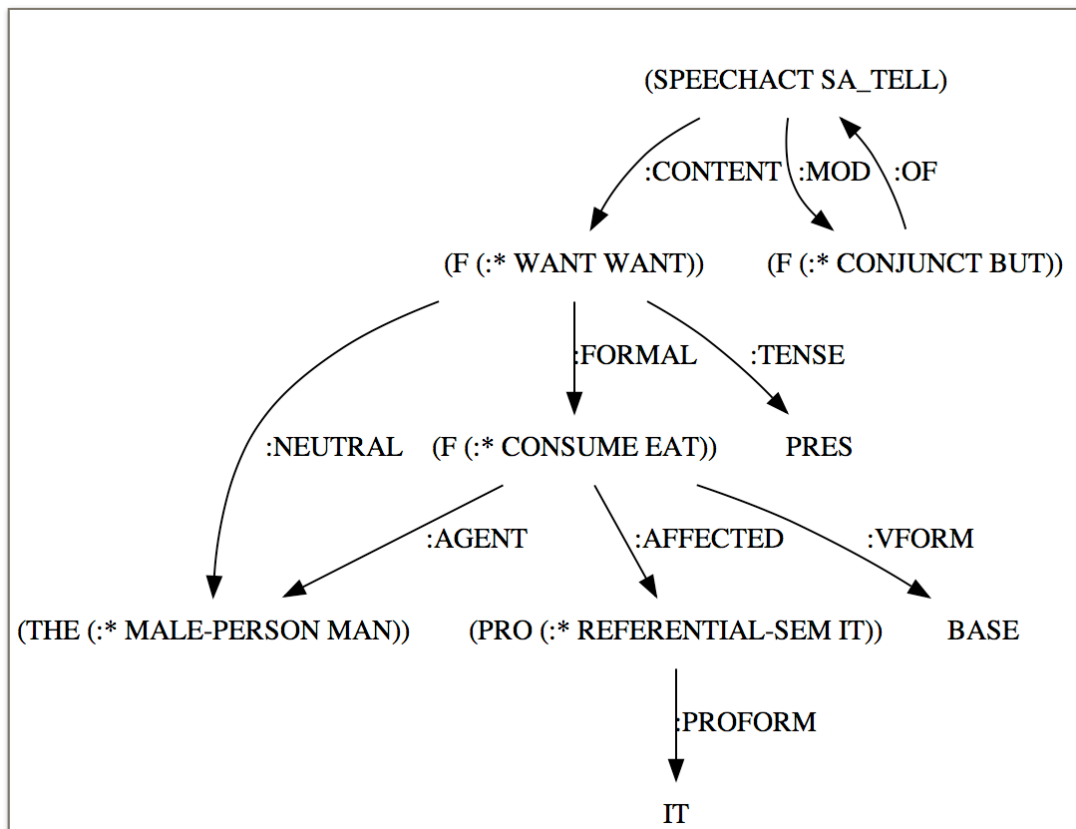 (SPEECHACT SA_TELL)
:CONTENT :MOD :OF
(F (:* WANT WANT)) (F (:* CONJUNCT BUT))
:FORMAL :TENSE
:NEUTRAL (F (:* CONSUME EAT)) PRES
:AGENT :AFFECTED :VFORM
(THE (:* MALE-PERSON MAN)) (PRO (:* REFERENTIAL-SEM IT)) BASE
:PROFORM
IT